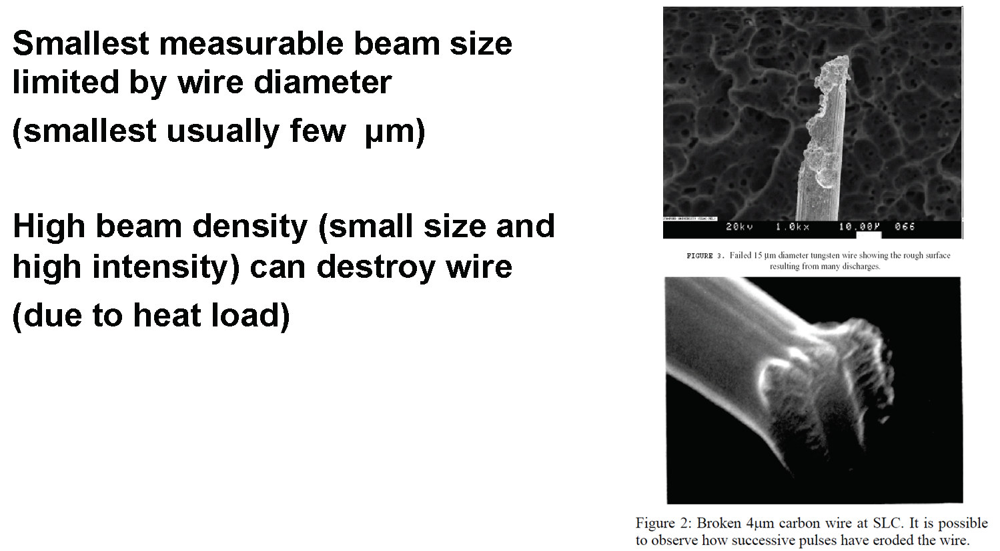 Smallest measurable beam size
limited by wire diameter
(smallest usually few µm)
High beam density (small size and
high intensity) can destroy wire
(due to heat load)
20kv 1.0kx 10.00µ 066
FIGURE 3. Failed 15 µm diameter tungsten wire showing the rough surface
resulting from many discharges.
Figure 2: Broken 4µm carbon wire at SLC. It is possible
to observe how successive pulses have eroded the wire.